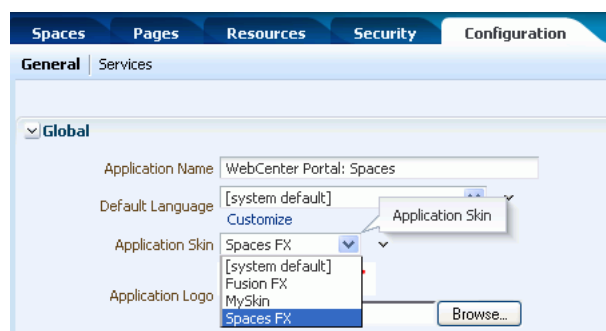 Spaces Pages Resources Security Configuration
General Services
Global
Application Name WebCenter Portal: Spaces
Default Language [system default]
Customize
Application Skin
Application Skin Spaces FX
[system default]
Fusion FX
MySkin
Spaces FX
Application Logo
Browse...